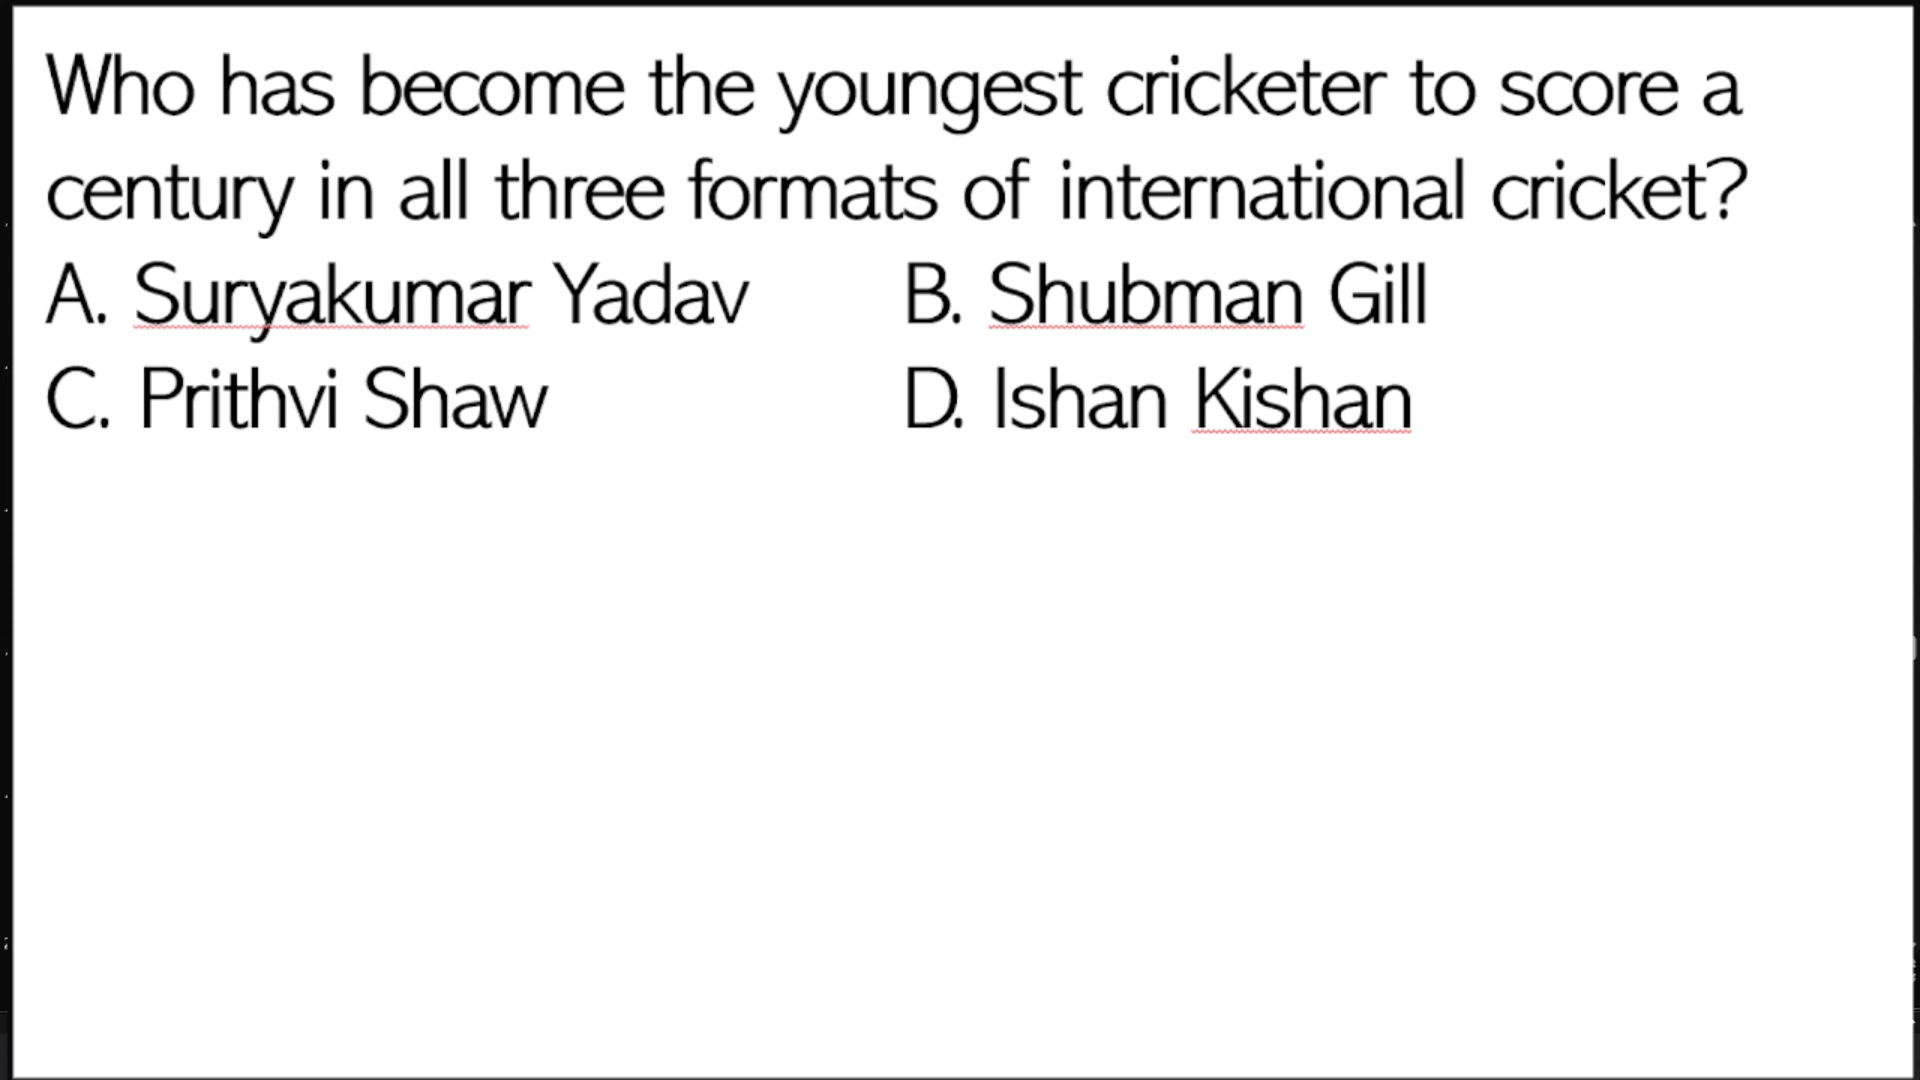 Who has become the youngest cricketer to score a
century in all three formats of international cricket?
A. Suryakumar Yadav B. Shubman Gill
C. Prithvi Shaw D. Ishan Kishan